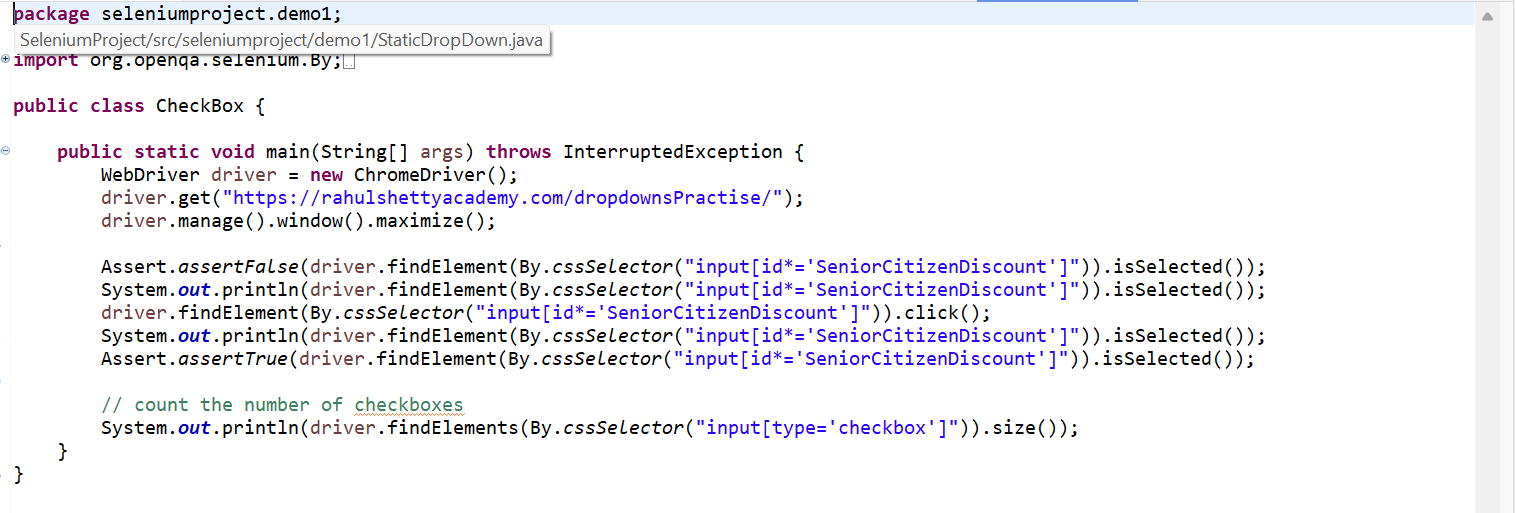 package seleniumproject.demo1;
SeleniumProject/src/seleniumproject/demo1/StaticDropDown.java
import org.openqa.selenium.By;
public class CheckBox {
public static void main(String[] args) throws InterruptedException {
WebDriver driver = new ChromeDriver();
driver.get("https://rahulshettyacademy.com/dropdownsPractise/");
driver.manage().window().maximize();
Assert.assertFalse(driver.findElement(By.cssSelector("input[id*='SeniorCitizenDiscount']")).isSelected());
System.out.println(driver.findElement(By.cssSelector("input[id*='SeniorCitizenDiscount']")).isSelected());
driver.findElement(By.cssSelector("input[id*='SeniorCitizenDiscount']")).click();
System.out.println(driver.findElement(By.cssSelector("input[id*='SeniorCitizenDiscount']")).isSelected());
Assert.assertTrue(driver.findElement(By.cssSelector("input[id*='SeniorCitizenDiscount']")).isSelected());
// count the number of checkboxes
System.out.println(driver.findElements(By.cssSelector("input[type='checkbox']")).size());
}
}